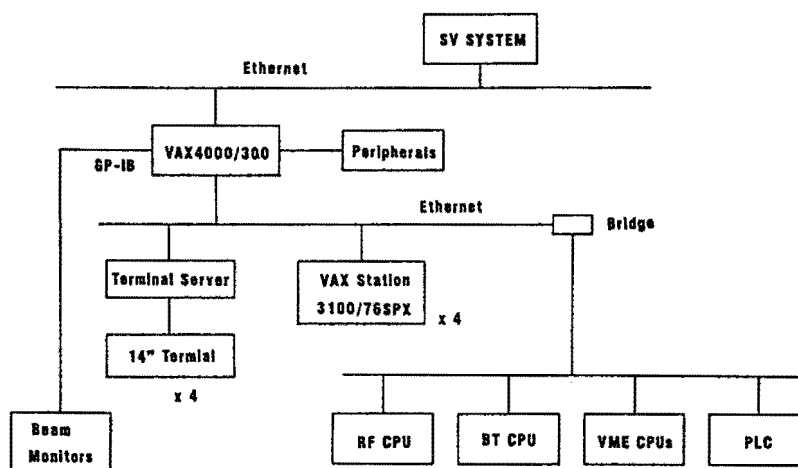 SV SYSTEM
Ethernet
VAX4000/300
Peripherals
GP-IB
Ethernet
Bridge
Terminal Server
VAX Station
3100/76SPX
x 4
14" Termial
x 4
Beam
Monitors
RF CPU
BT CPU
VME CPUs
PLC